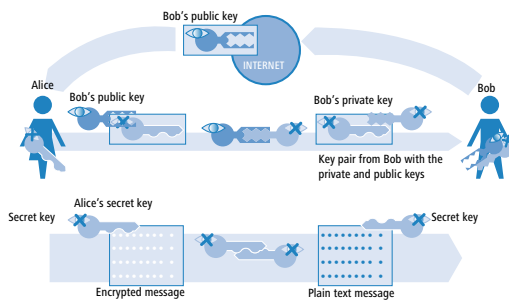 Bob's public key
INTERNET
Alice
Bob
Bob's public key
Bob's private key
Key pair from Bob with the
private and public keys
Alice's secret key
Secret key
Secret key
Encrypted message
Plain text message